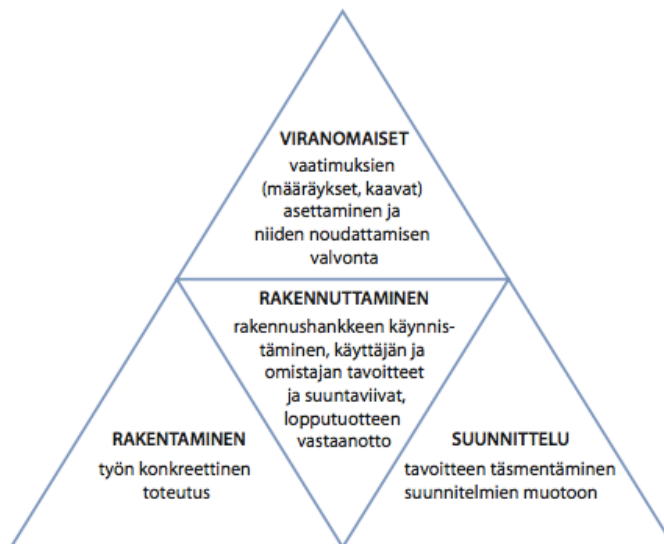 VIRANOMAISET
vaatimuksien
(määräykset, kaavat)
asettaminen ja
niiden noudattamisen
valvonta
RAKENNUTTAMINEN
rakennushankkeen käynnis-
täminen, käyttäjän ja
omistajan tavoitteet
ja suuntaviivat,
lopputuotteen
vastaanotto
RAKENTAMINEN
työn konkreettinen
toteutus
SUUNNITTELU
tavoitteen täsmentäminen
suunnitelmien muotoon